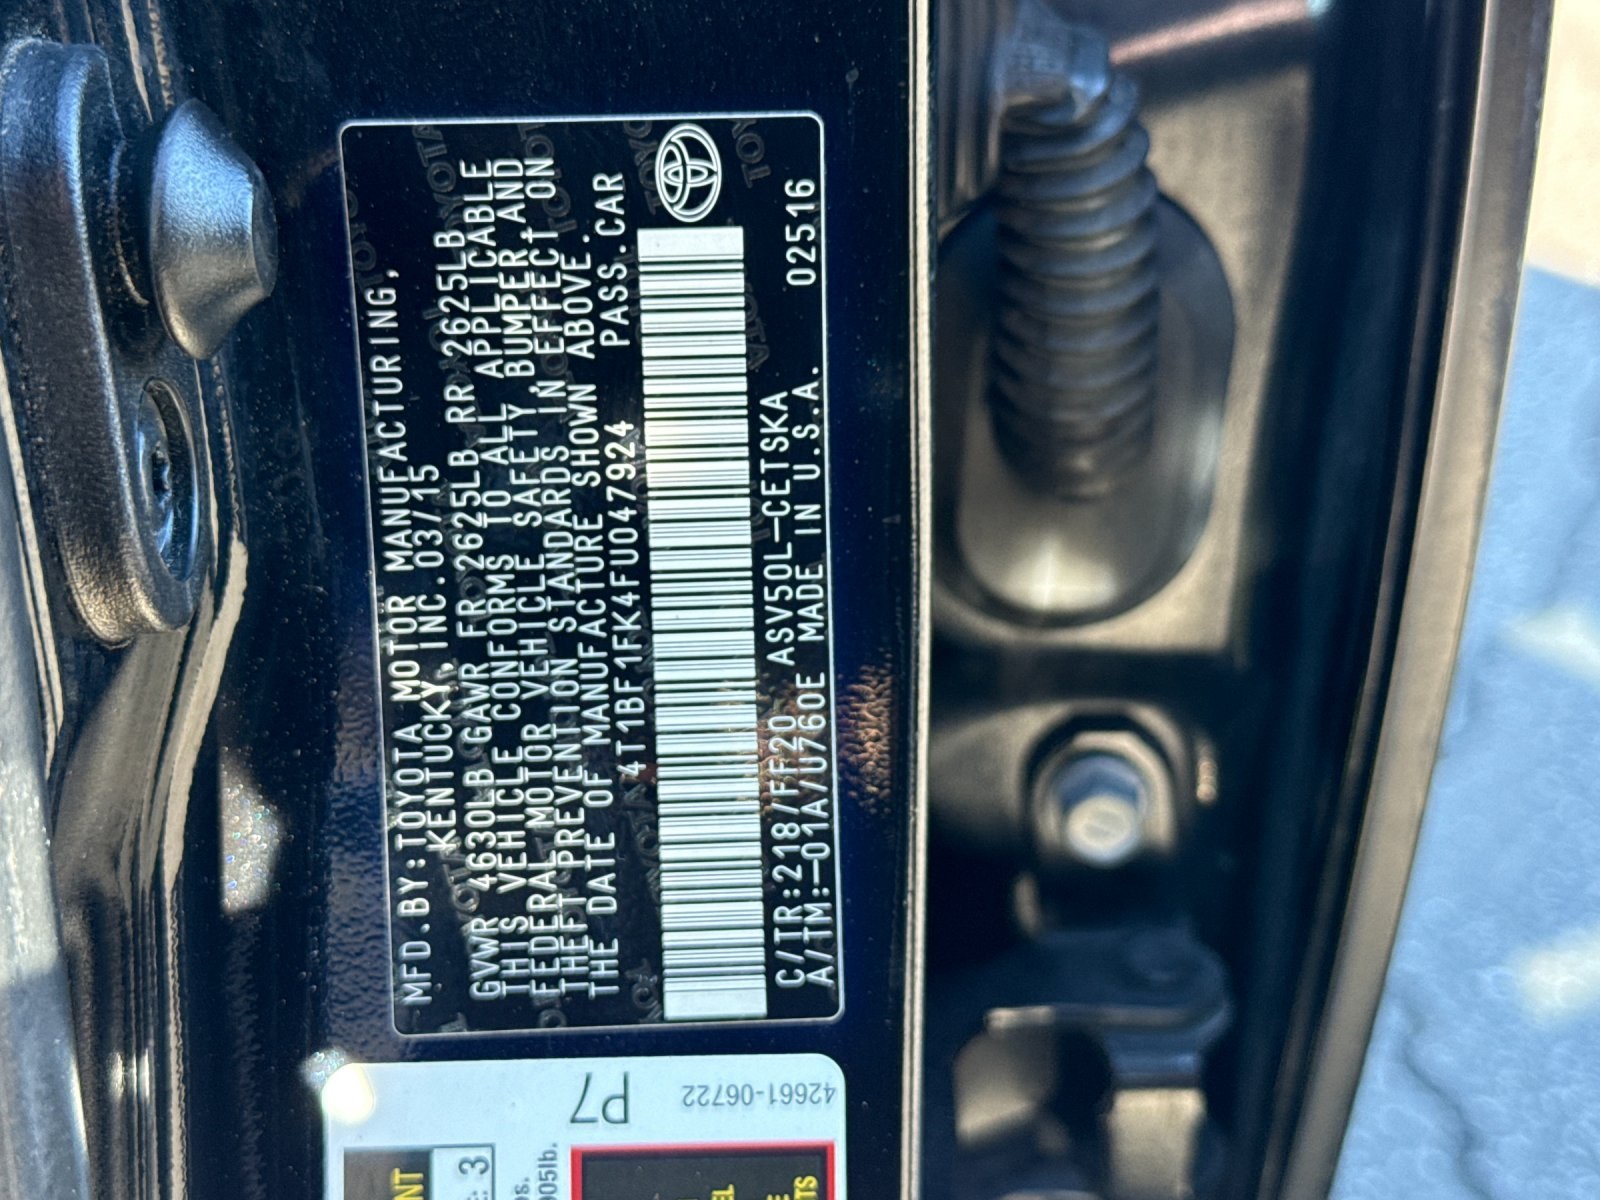 MFD.BY:TOYOTA MOTOR MANUFACTURING,
KENTUCKY, INC. 03/15
GVWR 4630LB GAWR FR 2625LB RR 2625LB
THIS VEHICLE CONFORMS TO ALL APPLICABLE
FEDERAL MOTOR VEHICLE SAFETY, BUMPER AND
THEFT PREVENTION STANDARDS IN EFFECT ON
THE DATE OF MANUFACTURE SHOWN ABOVE.
4T1BF1FK4FU047924 PASS.CAR
C/TR:218/FF20 ASV50L-CETSKA
A/TM:-01A/U760E MADE IN U.S.A. 02516
P7
42661-06722
3